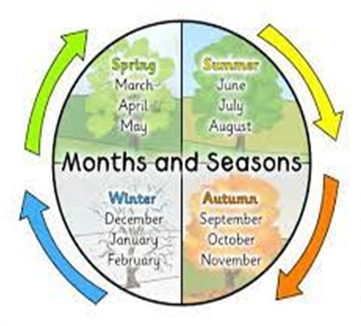 Spring
March
April
May
Summer
June
July
August
Months and Seasons
Winter
December
January
February
Autumn
September
October
November